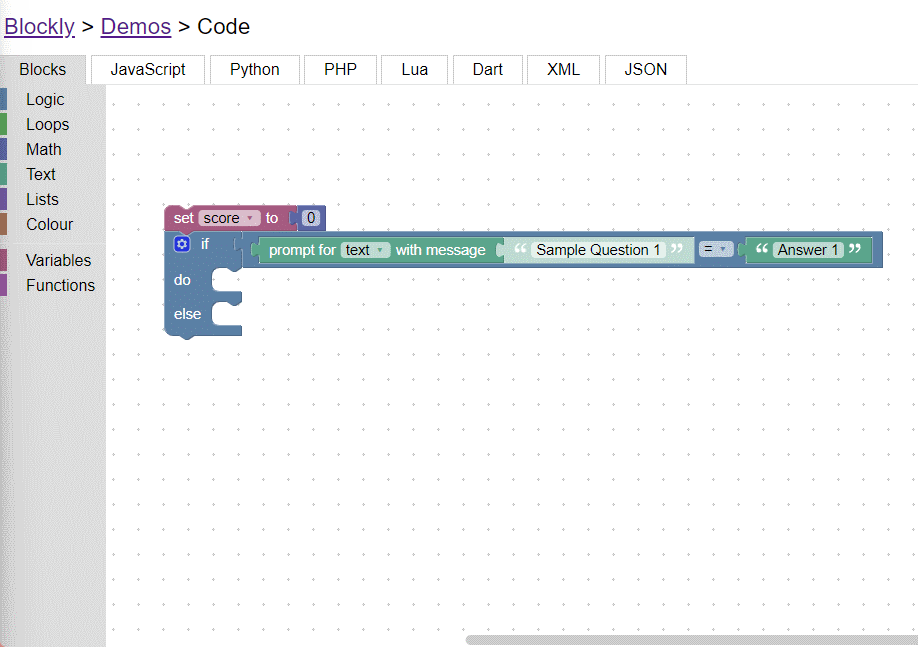 Blockly > Demos > Code
Blocks JavaScript Python PHP Lua Dart XML JSON
Logic
Loops
Math
Text
Lists
Colour
Variables
Functions
set score to 0
if prompt for text with message “ Sample Question 1 ” = “ Answer 1 ”
do
else